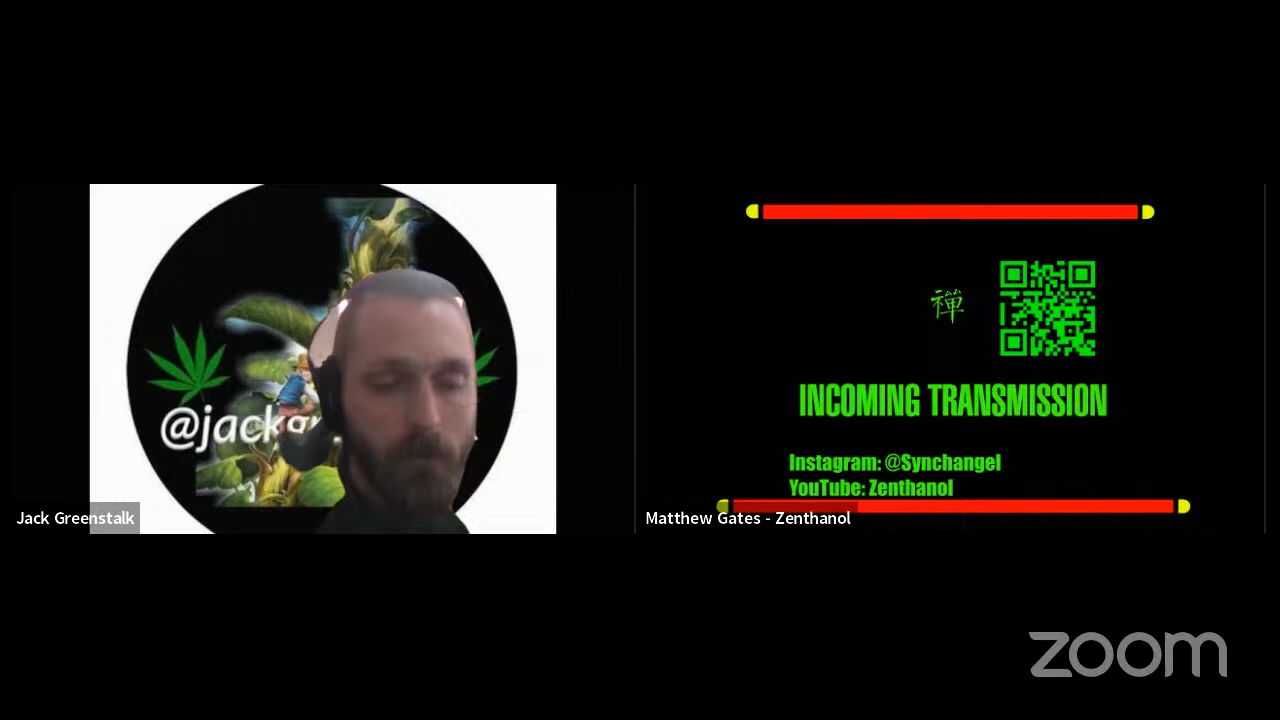 @jack
Jack Greenstalk
禅
INCOMING TRANSMISSION
Instagram: @Synchangel
YouTube: Zenthanol
Matthew Gates - Zenthanol
zoom